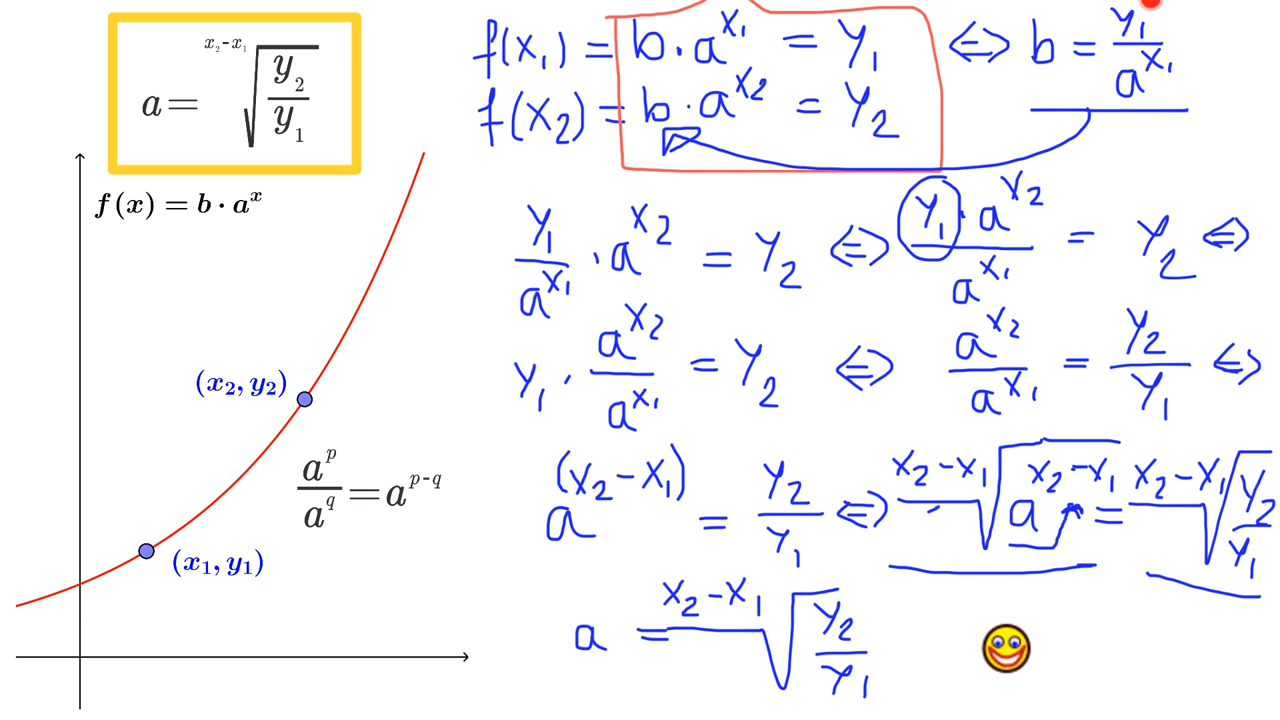 a = ^{x₂-x₁}√(y₂/y₁)
f(x) = b · a^x
(x₂, y₂)
a^p/a^q = a^{p-q}
(x₁, y₁)
f(x₁) = b · a^{x₁} = y₁ ⇔ b = y₁/a^{x₁}
f(x₂) = b · a^{x₂} = y₂
y₁/a^{x₁} · a^{x₂} = y₂ ⇔ (y₁ · a^{x₂})/a^{x₁} = y₂ ⇔
y₁ · a^{x₂}/a^{x₁} = y₂ ⇔ a^{x₂}/a^{x₁} = y₂/y₁ ⇔
a^{(x₂-x₁)} = y₂/y₁ ⇔ ^{x₂-x₁}√(a^{x₂-x₁}) = ^{x₂-x₁}√(y₂/y₁)
a = ^{x₂-x₁}√(y₂/y₁)